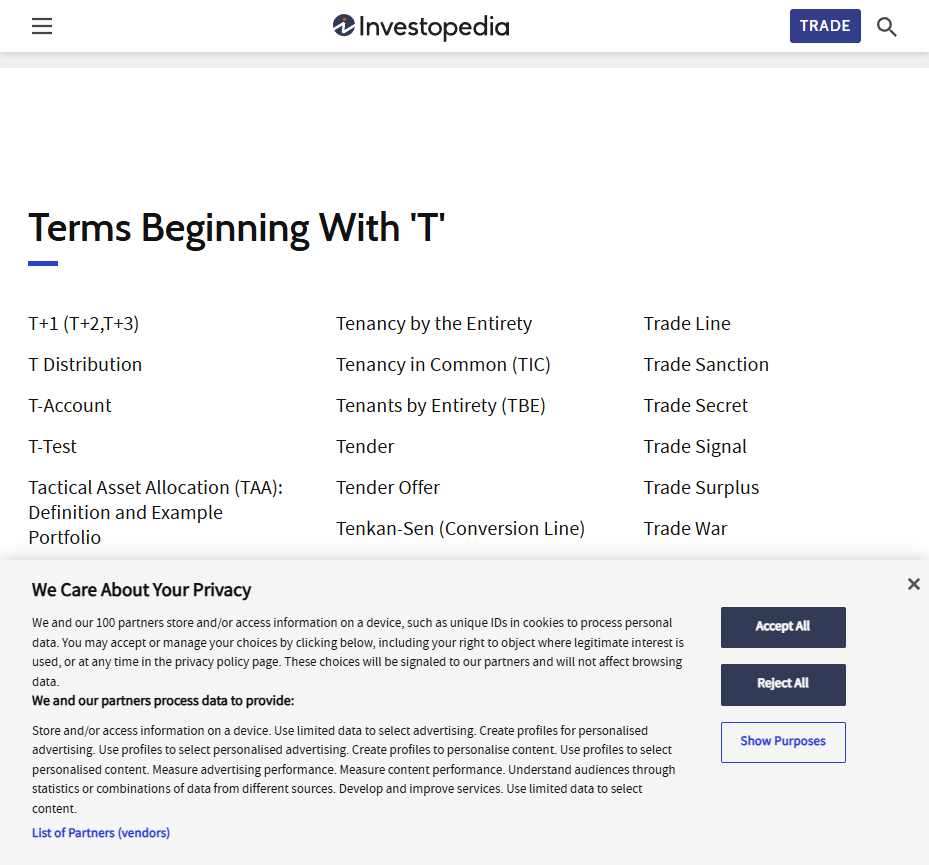 Investopedia
TRADE
Terms Beginning With 'T'
T+1 (T+2,T+3)
T Distribution
T-Account
T-Test
Tactical Asset Allocation (TAA):
Definition and Example
Portfolio
Tenancy by the Entirety
Tenancy in Common (TIC)
Tenants by Entirety (TBE)
Tender
Tender Offer
Tenkan-Sen (Conversion Line)
Trade Line
Trade Sanction
Trade Secret
Trade Signal
Trade Surplus
Trade War
We Care About Your Privacy
We and our 100 partners store and/or access information on a device, such as unique IDs in cookies to process personal
data. You may accept or manage your choices by clicking below, including your right to object where legitimate interest is
used, or at any time in the privacy policy page. These choices will be signaled to our partners and will not affect browsing
data.
We and our partners process data to provide:
Store and/or access information on a device. Use limited data to select advertising. Create profiles for personalised
advertising. Use profiles to select personalised advertising. Create profiles to personalise content. Use profiles to select
personalised content. Measure advertising performance. Measure content performance. Understand audiences through
statistics or combinations of data from different sources. Develop and improve services. Use limited data to select
content.
List of Partners (vendors)
Accept All
Reject All
Show Purposes